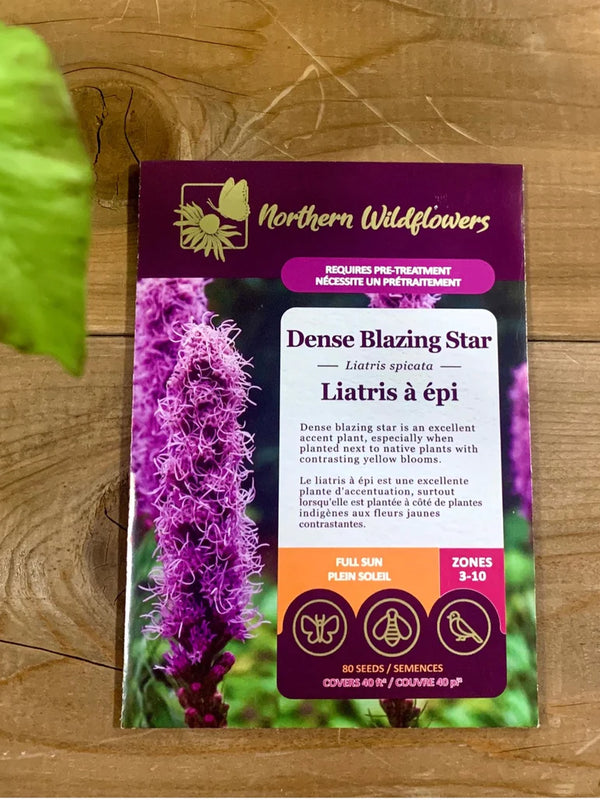 Northern Wildflowers
REQUIRES PRE-TREATMENT
NÉCESSITE UN PRÉTRAITEMENT
Dense Blazing Star
Liatris spicata
Liatris à épi
Dense blazing star is an excellent
accent plant, especially when
planted next to native plants with
contrasting yellow blooms.
Le liatris à épi est une excellente
plante d'accentuation, surtout
lorsqu'elle est plantée à côté de plantes
indigènes aux fleurs jaunes
contrastantes.
FULL SUN
PLEIN SOLEIL
ZONES
3-10
80 SEEDS / SEMENCES
COVERS 40 ft² / COUVRE 40 pi²